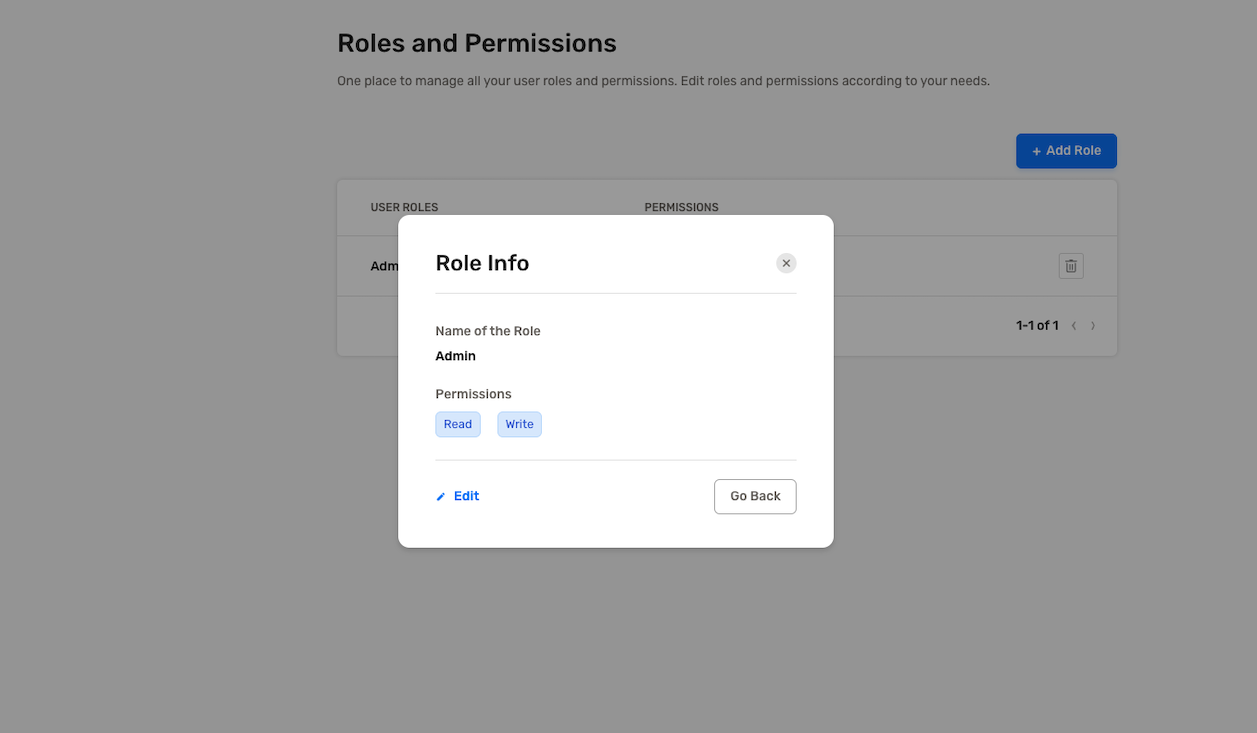 Roles and Permissions
One place to manage all your user roles and permissions. Edit roles and permissions according to your needs.
+ Add Role
USER ROLES PERMISSIONS
Adm
1-1 of 1
Role Info
Name of the Role
Admin
Permissions
Read Write
Edit Go Back